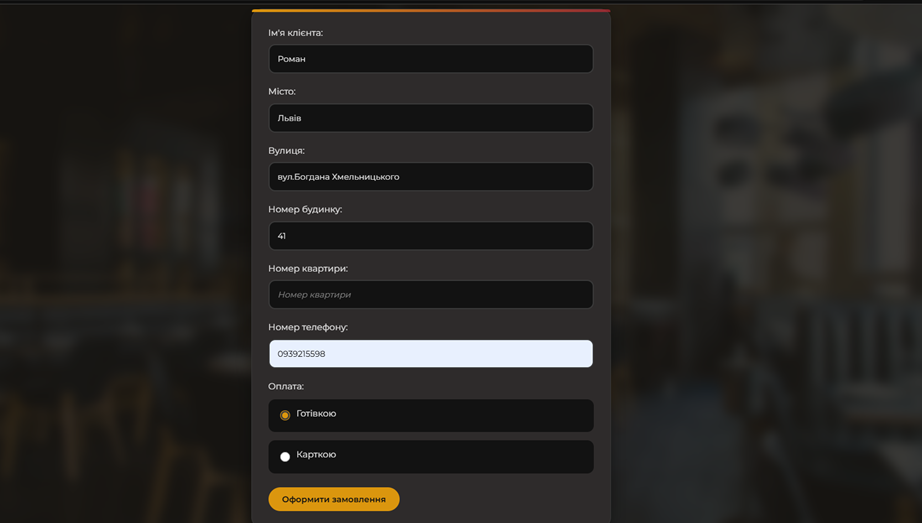 Ім'я клієнта:
Роман
Місто:
Львів
Вулиця:
вул.Богдана Хмельницького
Номер будинку:
41
Номер квартири:
Номер квартири
Номер телефону:
0939215598
Оплата:
Готівкою
Карткою
Оформити замовлення